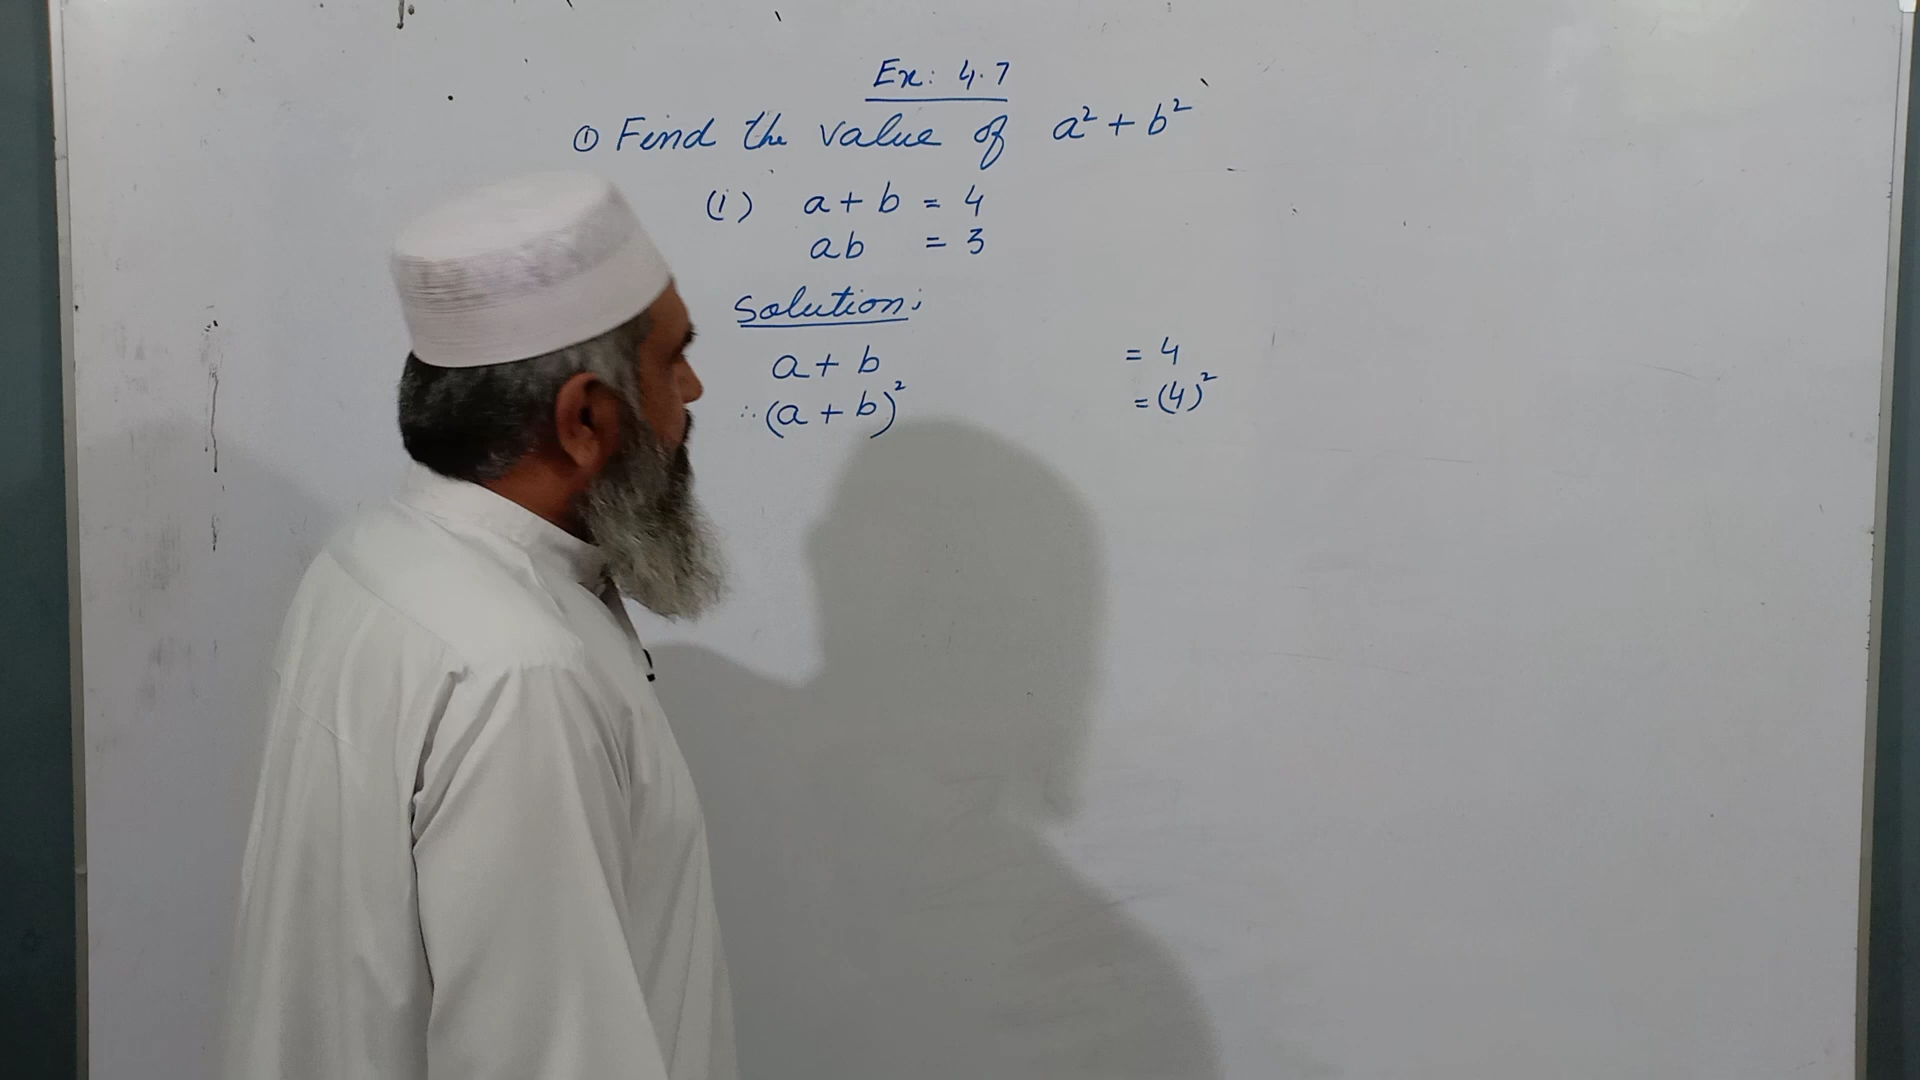 Ex: 4.7
① Find the value of a² + b²
(i) a + b = 4
ab = 3
Solution:
a + b = 4
∴ (a + b)² = (4)²